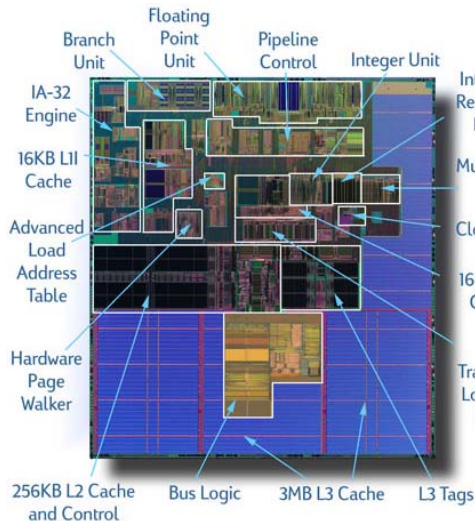 Branch
Unit
Floating
Point
Unit
Pipeline
Control
Integer Unit
IA-32
Engine
16KB L1I
Cache
Advanced
Load
Address
Table
Hardware
Page
Walker
256KB L2 Cache
and Control
Bus Logic
3MB L3 Cache
L3 Tags